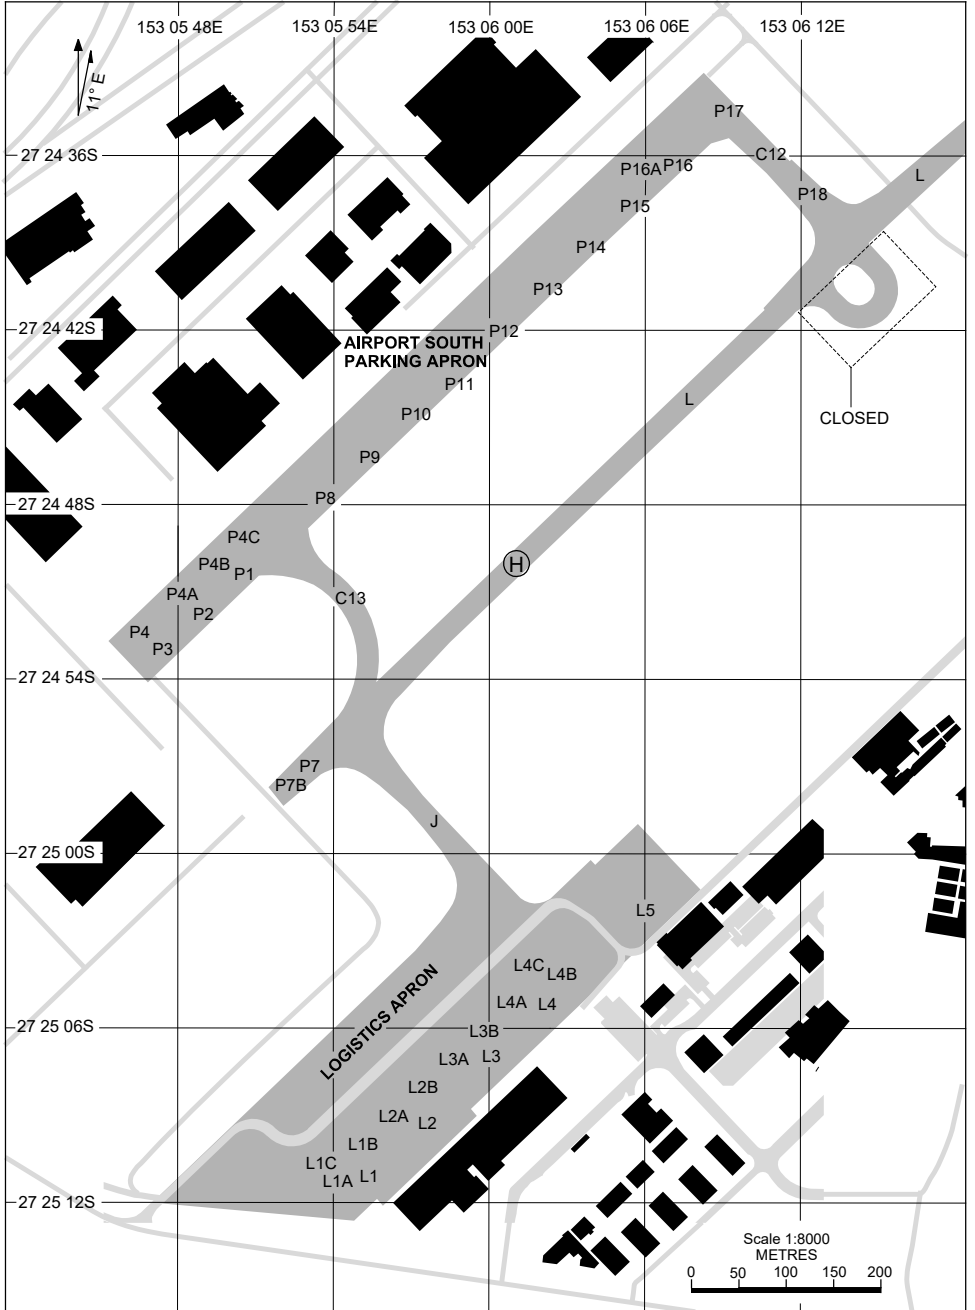 153 05 48E
153 05 54E
153 06 00E
153 06 06E
153 06 12E
11° E
P17
27 24 36S
C12
P16A
P16
L
P18
P15
P14
P13
27 24 42S
P12
AIRPORT SOUTH
PARKING APRON
P11
L
P10
CLOSED
P9
P8
27 24 48S
P4C
P4B
P1
H
P4A
C13
P2
P4
P3
27 24 54S
P7
P7B
J
27 25 00S
L5
L4C
L4B
LOGISTICS APRON
L4A
L4
27 25 06S
L3B
L3A
L3
L2B
L2A
L2
L1B
L1C
L1A
L1
27 25 12S
Scale 1:8000
METRES
0 50 100 150 200